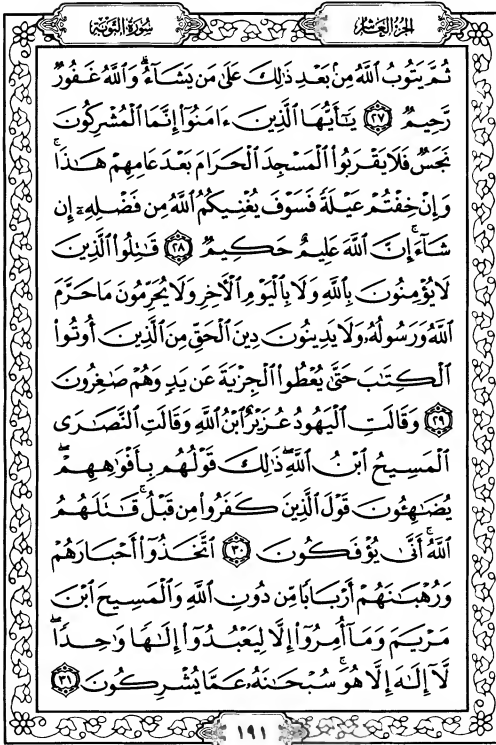 سورة التوبة
الجزء العاشر
ثُمَّ يَتُوبُ ٱللَّهُ مِنۢ بَعْدِ ذَٰلِكَ عَلَىٰ مَن يَشَآءُ ۗ وَٱللَّهُ غَفُورٌ
رَّحِيمٌ ٢٧ يَـٰٓأَيُّهَا ٱلَّذِينَ ءَامَنُوٓا۟ إِنَّمَا ٱلْمُشْرِكُونَ
نَجَسٌ فَلَا يَقْرَبُوا۟ ٱلْمَسْجِدَ ٱلْحَرَامَ بَعْدَ عَامِهِمْ هَـٰذَا ۚ
وَإِنْ خِفْتُمْ عَيْلَةً فَسَوْفَ يُغْنِيكُمُ ٱللَّهُ مِن فَضْلِهِۦٓ إِن
شَآءَ ۚ إِنَّ ٱللَّهَ عَلِيمٌ حَكِيمٌ ٢٨ قَـٰتِلُوا۟ ٱلَّذِينَ
لَا يُؤْمِنُونَ بِٱللَّهِ وَلَا بِٱلْيَوْمِ ٱلْـَٔاخِرِ وَلَا يُحَرِّمُونَ مَا حَرَّمَ
ٱللَّهُ وَرَسُولُهُۥ وَلَا يَدِينُونَ دِينَ ٱلْحَقِّ مِنَ ٱلَّذِينَ أُوتُوا۟
ٱلْكِتَـٰبَ حَتَّىٰ يُعْطُوا۟ ٱلْجِزْيَةَ عَن يَدٍ وَهُمْ صَـٰغِرُونَ
٢٩ وَقَالَتِ ٱلْيَهُودُ عُزَيْرٌ ٱبْنُ ٱللَّهِ وَقَالَتِ ٱلنَّصَـٰرَى
ٱلْمَسِيحُ ٱبْنُ ٱللَّهِ ۖ ذَٰلِكَ قَوْلُهُم بِأَفْوَٰهِهِمْ ۖ
يُضَـٰهِـُٔونَ قَوْلَ ٱلَّذِينَ كَفَرُوا۟ مِن قَبْلُ ۚ قَـٰتَلَهُمُ
ٱللَّهُ ۚ أَنَّىٰ يُؤْفَكُونَ ٣٠ ٱتَّخَذُوٓا۟ أَحْبَارَهُمْ
وَرُهْبَـٰنَهُمْ أَرْبَابًا مِّن دُونِ ٱللَّهِ وَٱلْمَسِيحَ ٱبْنَ
مَرْيَمَ وَمَآ أُمِرُوٓا۟ إِلَّا لِيَعْبُدُوٓا۟ إِلَـٰهًا وَٰحِدًا ۖ
لَّآ إِلَـٰهَ إِلَّا هُوَ ۚ سُبْحَـٰنَهُۥ عَمَّا يُشْرِكُونَ ٣١
١٩١